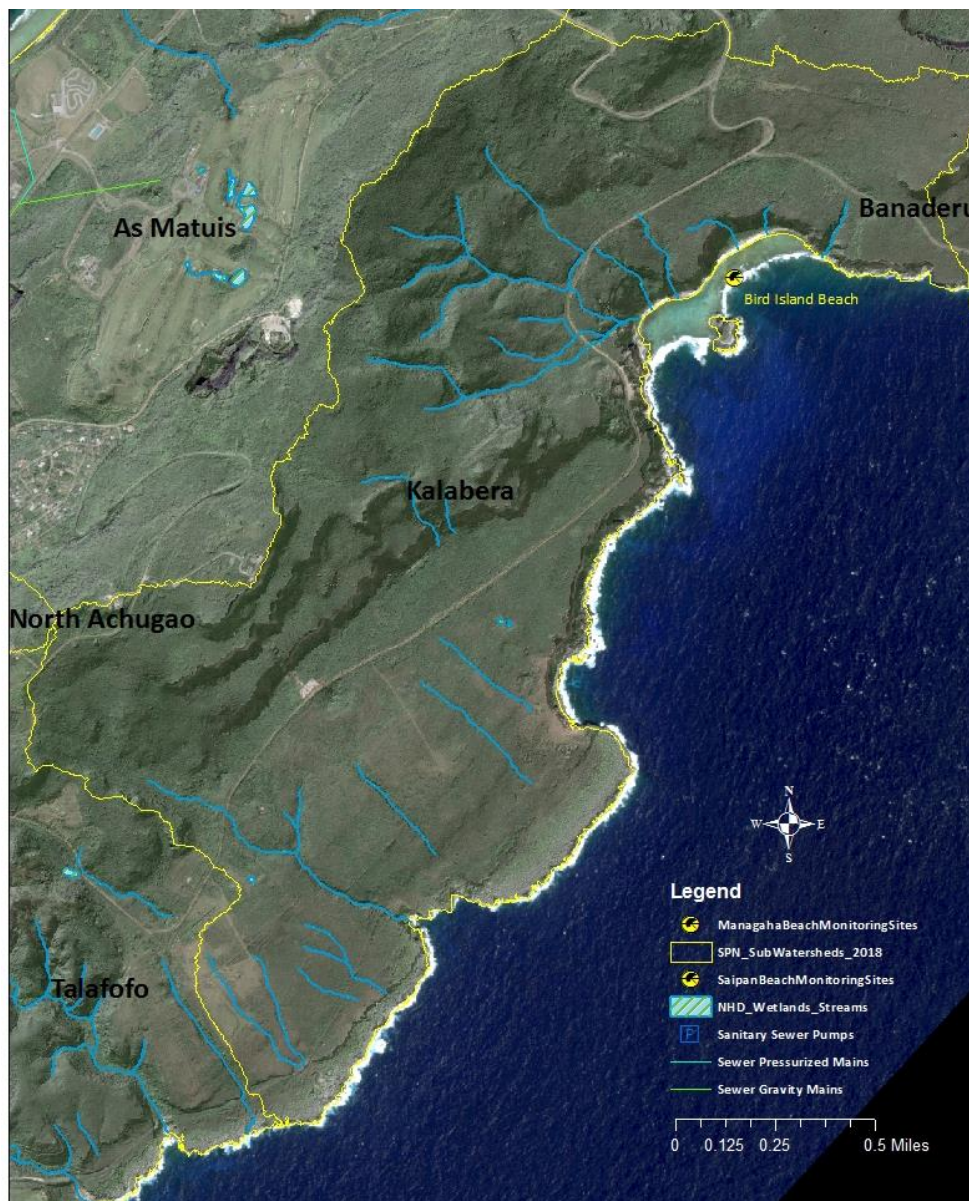 As Matuis
Banaderu
Bird Island Beach
Kalabera
North Achugao
Talafofo
N
W E
S
Legend
ManagahaBeachMonitoringSites
SPN_SubWatersheds_2018
SaipanBeachMonitoringSites
NHD_Wetlands_Streams
P Sanitary Sewer Pumps
Sewer Pressurized Mains
Sewer Gravity Mains
0 0.125 0.25 0.5 Miles